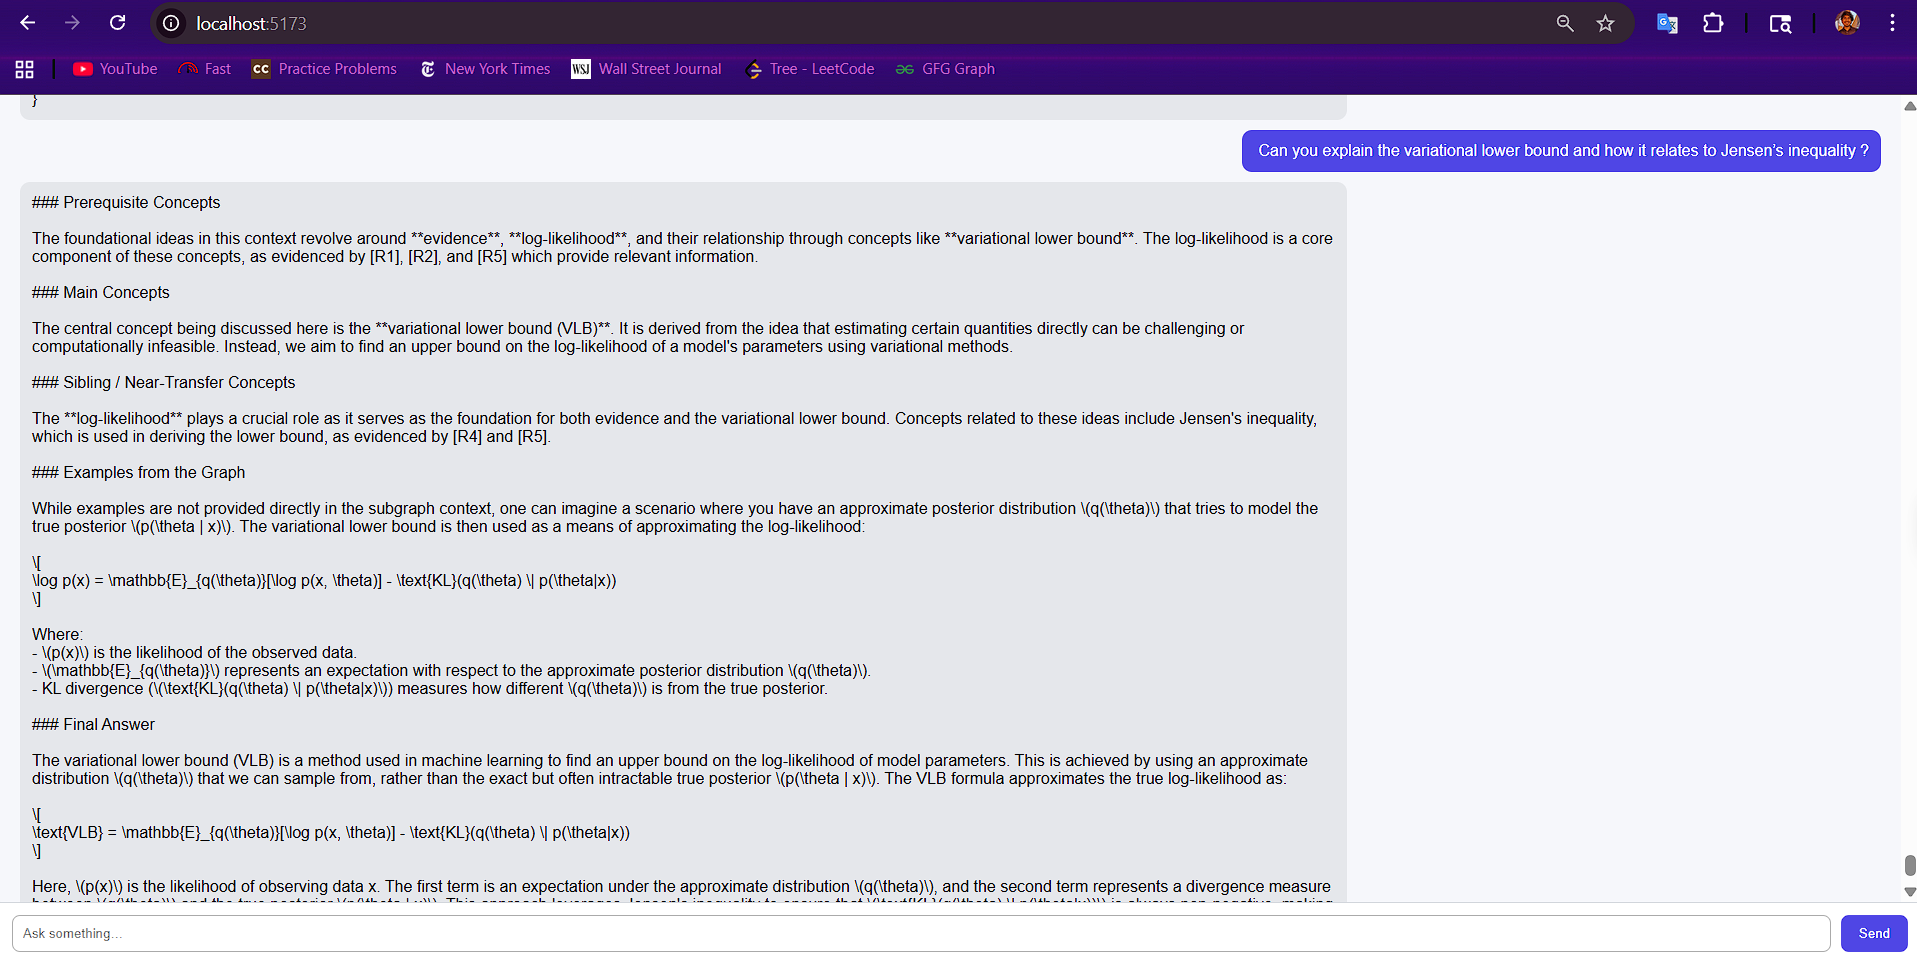 localhost:5173
YouTube Fast CC Practice Problems New York Times WSJ Wall Street Journal Tree - LeetCode GFG Graph
}
Can you explain the variational lower bound and how it relates to Jensen's inequality ?
### Prerequisite Concepts
The foundational ideas in this context revolve around **evidence**, **log-likelihood**, and their relationship through concepts like **variational lower bound**. The log-likelihood is a core
component of these concepts, as evidenced by [R1], [R2], and [R5] which provide relevant information.
### Main Concepts
The central concept being discussed here is the **variational lower bound (VLB)**. It is derived from the idea that estimating certain quantities directly can be challenging or
computationally infeasible. Instead, we aim to find an upper bound on the log-likelihood of a model's parameters using variational methods.
### Sibling / Near-Transfer Concepts
The **log-likelihood** plays a crucial role as it serves as the foundation for both evidence and the variational lower bound. Concepts related to these ideas include Jensen's inequality,
which is used in deriving the lower bound, as evidenced by [R4] and [R5].
### Examples from the Graph
While examples are not provided directly in the subgraph context, one can imagine a scenario where you have an approximate posterior distribution \(q(\theta)\) that tries to model the
true posterior \(p(\theta | x)\). The variational lower bound is then used as a means of approximating the log-likelihood:
\[
\log p(x) = \mathbb{E}_{q(\theta)}[\log p(x, \theta)] - \text{KL}(q(\theta) \| p(\theta|x))
\]
Where:
- \(p(x)\) is the likelihood of the observed data.
- \(\mathbb{E}_{q(\theta)}\) represents an expectation with respect to the approximate posterior distribution \(q(\theta)\).
- KL divergence (\(\text{KL}(q(\theta) \| p(\theta|x)\)) measures how different \(q(\theta)\) is from the true posterior.
### Final Answer
The variational lower bound (VLB) is a method used in machine learning to find an upper bound on the log-likelihood of model parameters. This is achieved by using an approximate
distribution \(q(\theta)\) that we can sample from, rather than the exact but often intractable true posterior \(p(\theta | x)\). The VLB formula approximates the true log-likelihood as:
\[
\text{VLB} = \mathbb{E}_{q(\theta)}[\log p(x, \theta)] - \text{KL}(q(\theta) \| p(\theta|x))
\]
Here, \(p(x)\) is the likelihood of observing data x. The first term is an expectation under the approximate distribution \(q(\theta)\), and the second term represents a divergence measure
Ask something...
Send